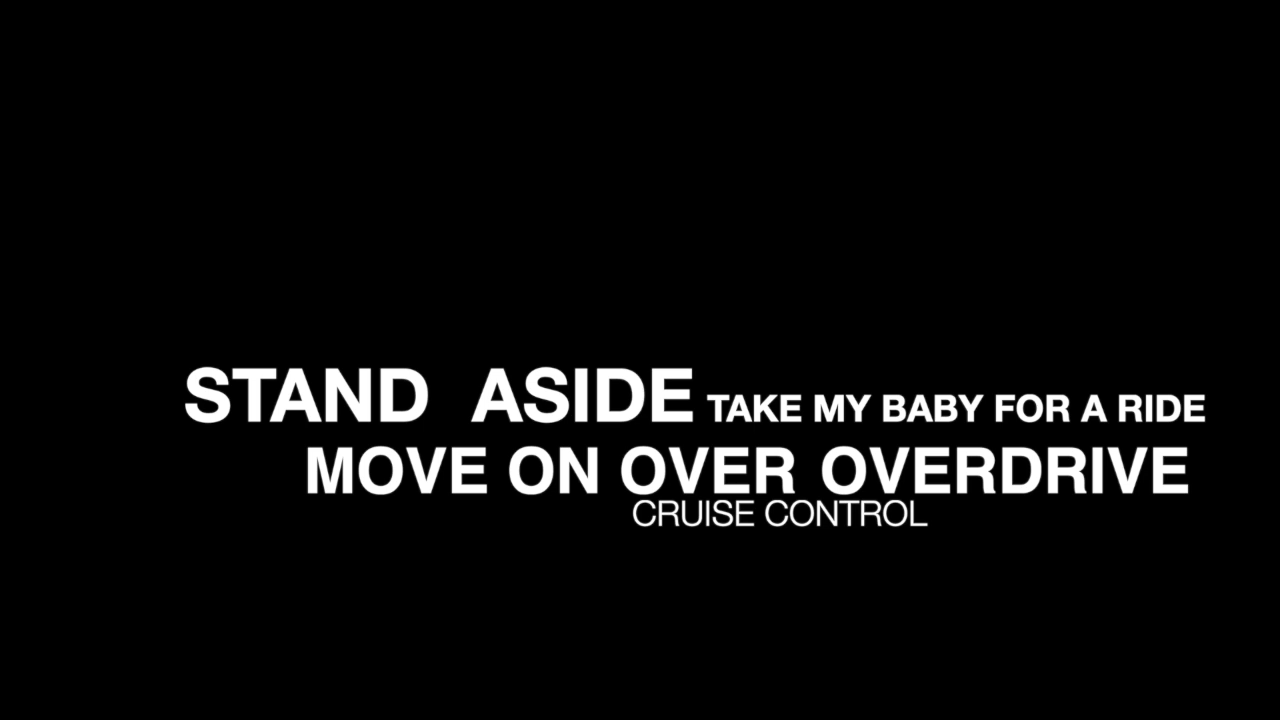 STAND ASIDE TAKE MY BABY FOR A RIDE
MOVE ON OVER OVERDRIVE
CRUISE CONTROL